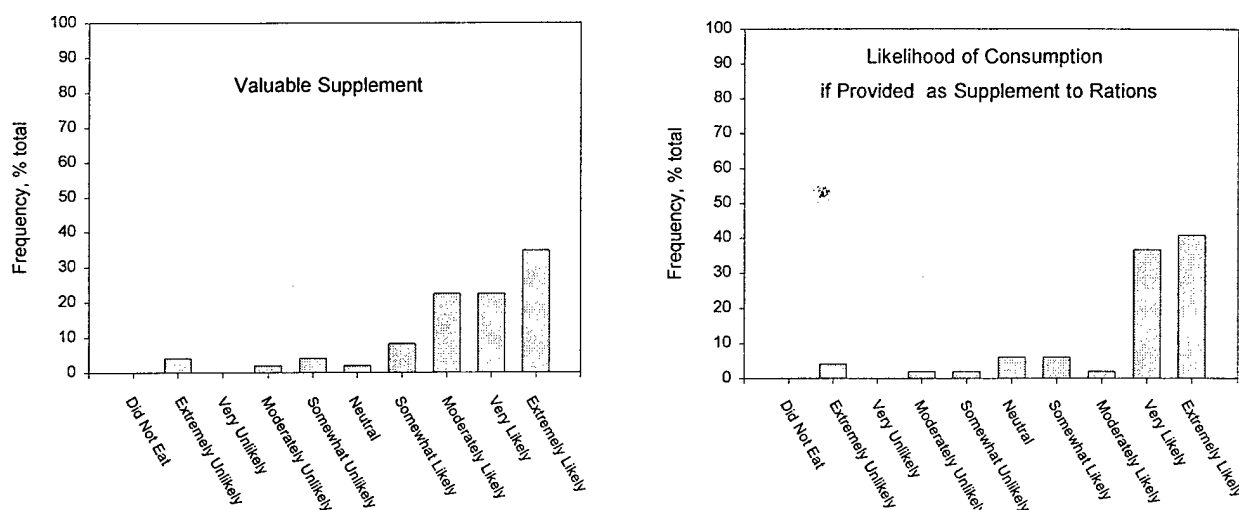 Valuable Supplement
Frequency, % total
100
90
80
70
60
50
40
30
20
10
0
Did Not Eat
Extremely Unlikely
Very Unlikely
Moderately Unlikely
Somewhat Unlikely
Neutral
Somewhat Likely
Moderately Likely
Very Likely
Extremely Likely
Likelihood of Consumption
if Provided as Supplement to Rations
Frequency, % total
100
90
80
70
60
50
40
30
20
10
0
Did Not Eat
Extremely Unlikely
Very Unlikely
Moderately Unlikely
Somewhat Unlikely
Neutral
Somewhat Likely
Moderately Likely
Very Likely
Extremely Likely